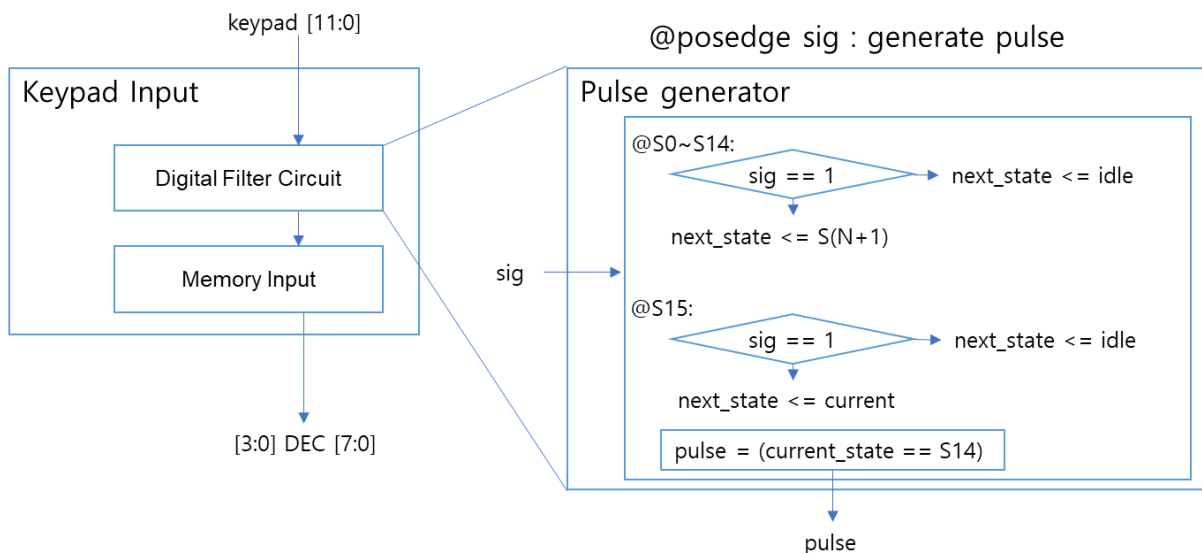 keypad [11:0]
Keypad Input
Digital Filter Circuit
Memory Input
[3:0] DEC [7:0]
@posedge sig : generate pulse
Pulse generator
sig
@S0~S14:
sig == 1
next_state <= idle
next_state <= S(N+1)
@S15:
sig == 1
next_state <= idle
next_state <= current
pulse = (current_state == S14)
pulse